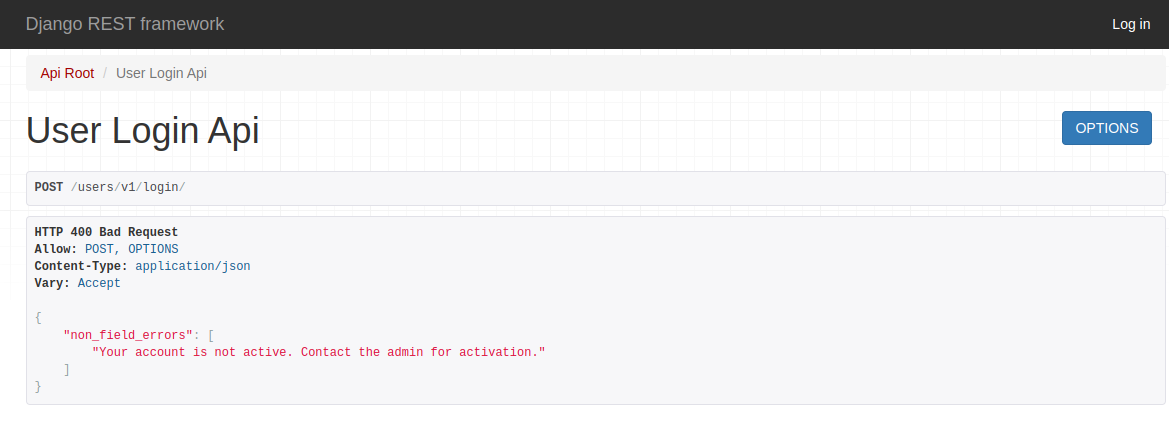 Django REST framework
Log in
Api Root / User Login Api
User Login Api
OPTIONS
POST /users/v1/login/
HTTP 400 Bad Request
Allow: POST, OPTIONS
Content-Type: application/json
Vary: Accept
{
    "non_field_errors": [
        "Your account is not active. Contact the admin for activation."
    ]
}